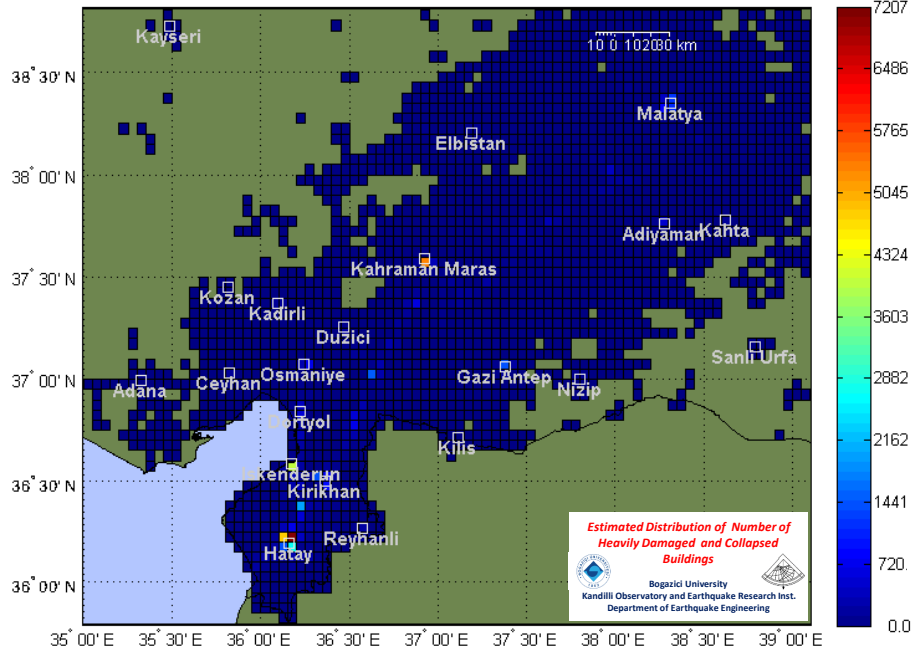 7207
Kayseri
10 0 102030 km
6486
38° 30' N
Malatya
5765
Elbistan
38° 00' N
5045
Adiyaman
Kahta
4324
Kahraman Maras
37° 30' N
Kozan
Kadirli
3603
Duzici
Sanli Urfa
Osmaniye
Gazi Antep
2882
37° 00' N
Adana
Ceyhan
Nizip
Dortyol
2162
Kilis
Iskenderun
36° 30' N
Kirikhan
1441
Reyhanli
Hatay
Estimated Distribution of Number of
Heavily Damaged and Collapsed
Buildings
720
36° 00' N
Bogazici University
Kandilli Observatory and Earthquake Research Inst.
Department of Earthquake Engineering
0.0
35° 00' E
35° 30' E
36° 00' E
36° 30' E
37° 00' E
37° 30' E
38° 00' E
38° 30' E
39° 00 E